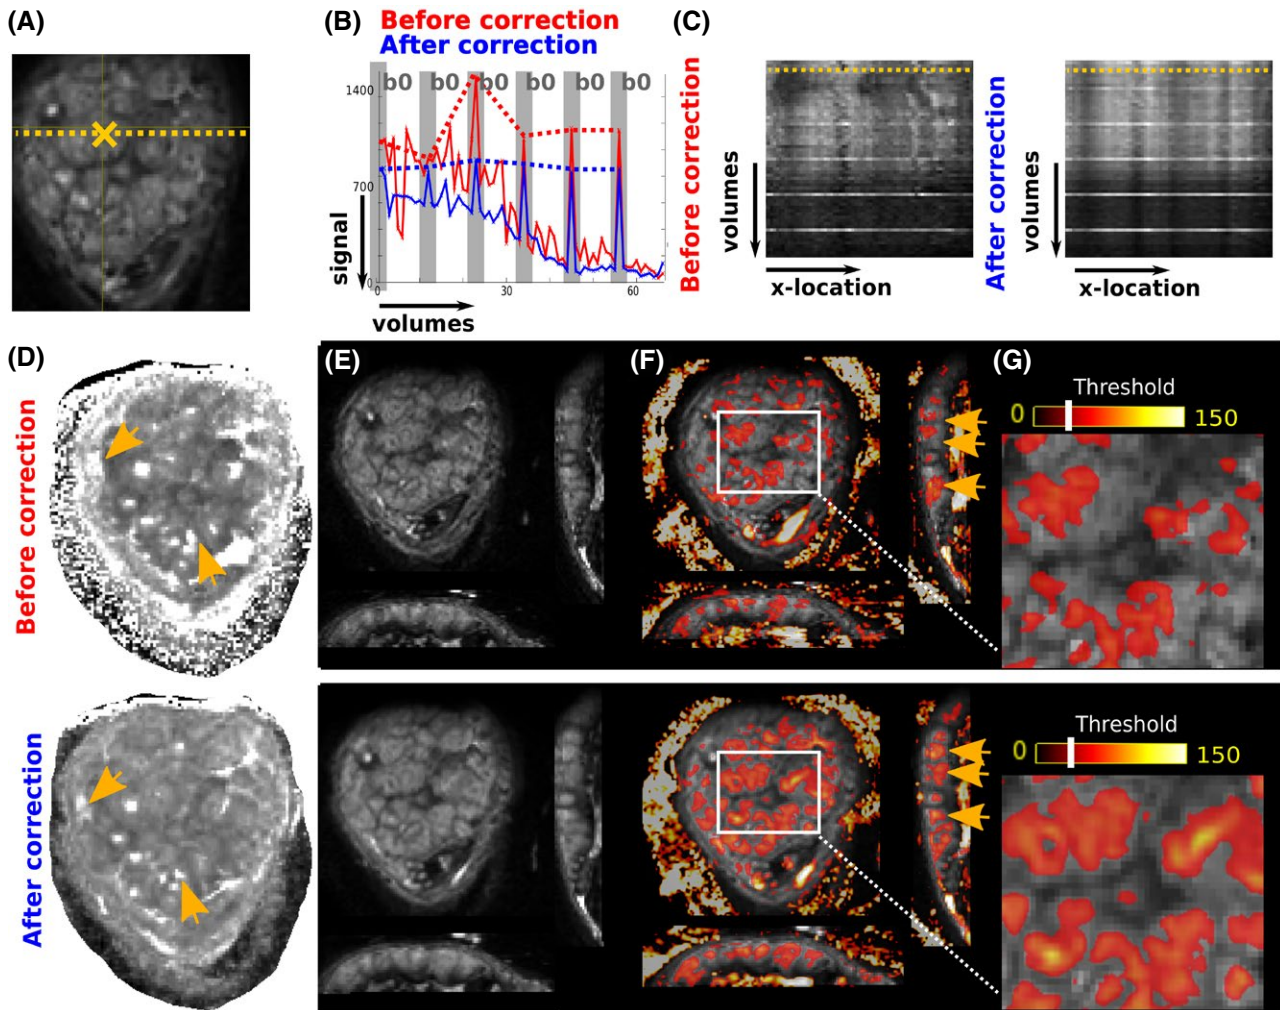 (A)
(B)
Before correction
After correction
b0 b0 b0 b0 b0 b0
1400
700
0
signal
0 30 60
volumes
(C)
Before correction
volumes
x-location
After correction
volumes
x-location
(D)
Before correction
After correction
(E)
(F)
(G)
Threshold
0 150
Threshold
0 150